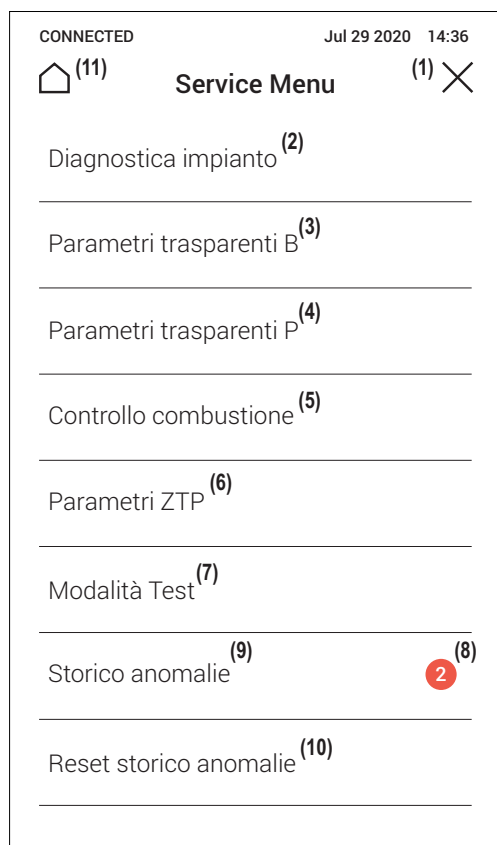 CONNECTED Jul 29 2020 14:36
(11) Service Menu (1)
Diagnostica impianto (2)
Parametri trasparenti B (3)
Parametri trasparenti P (4)
Controllo combustione (5)
Parametri ZTP (6)
Modalità Test (7)
Storico anomalie (9) 2 (8)
Reset storico anomalie (10)